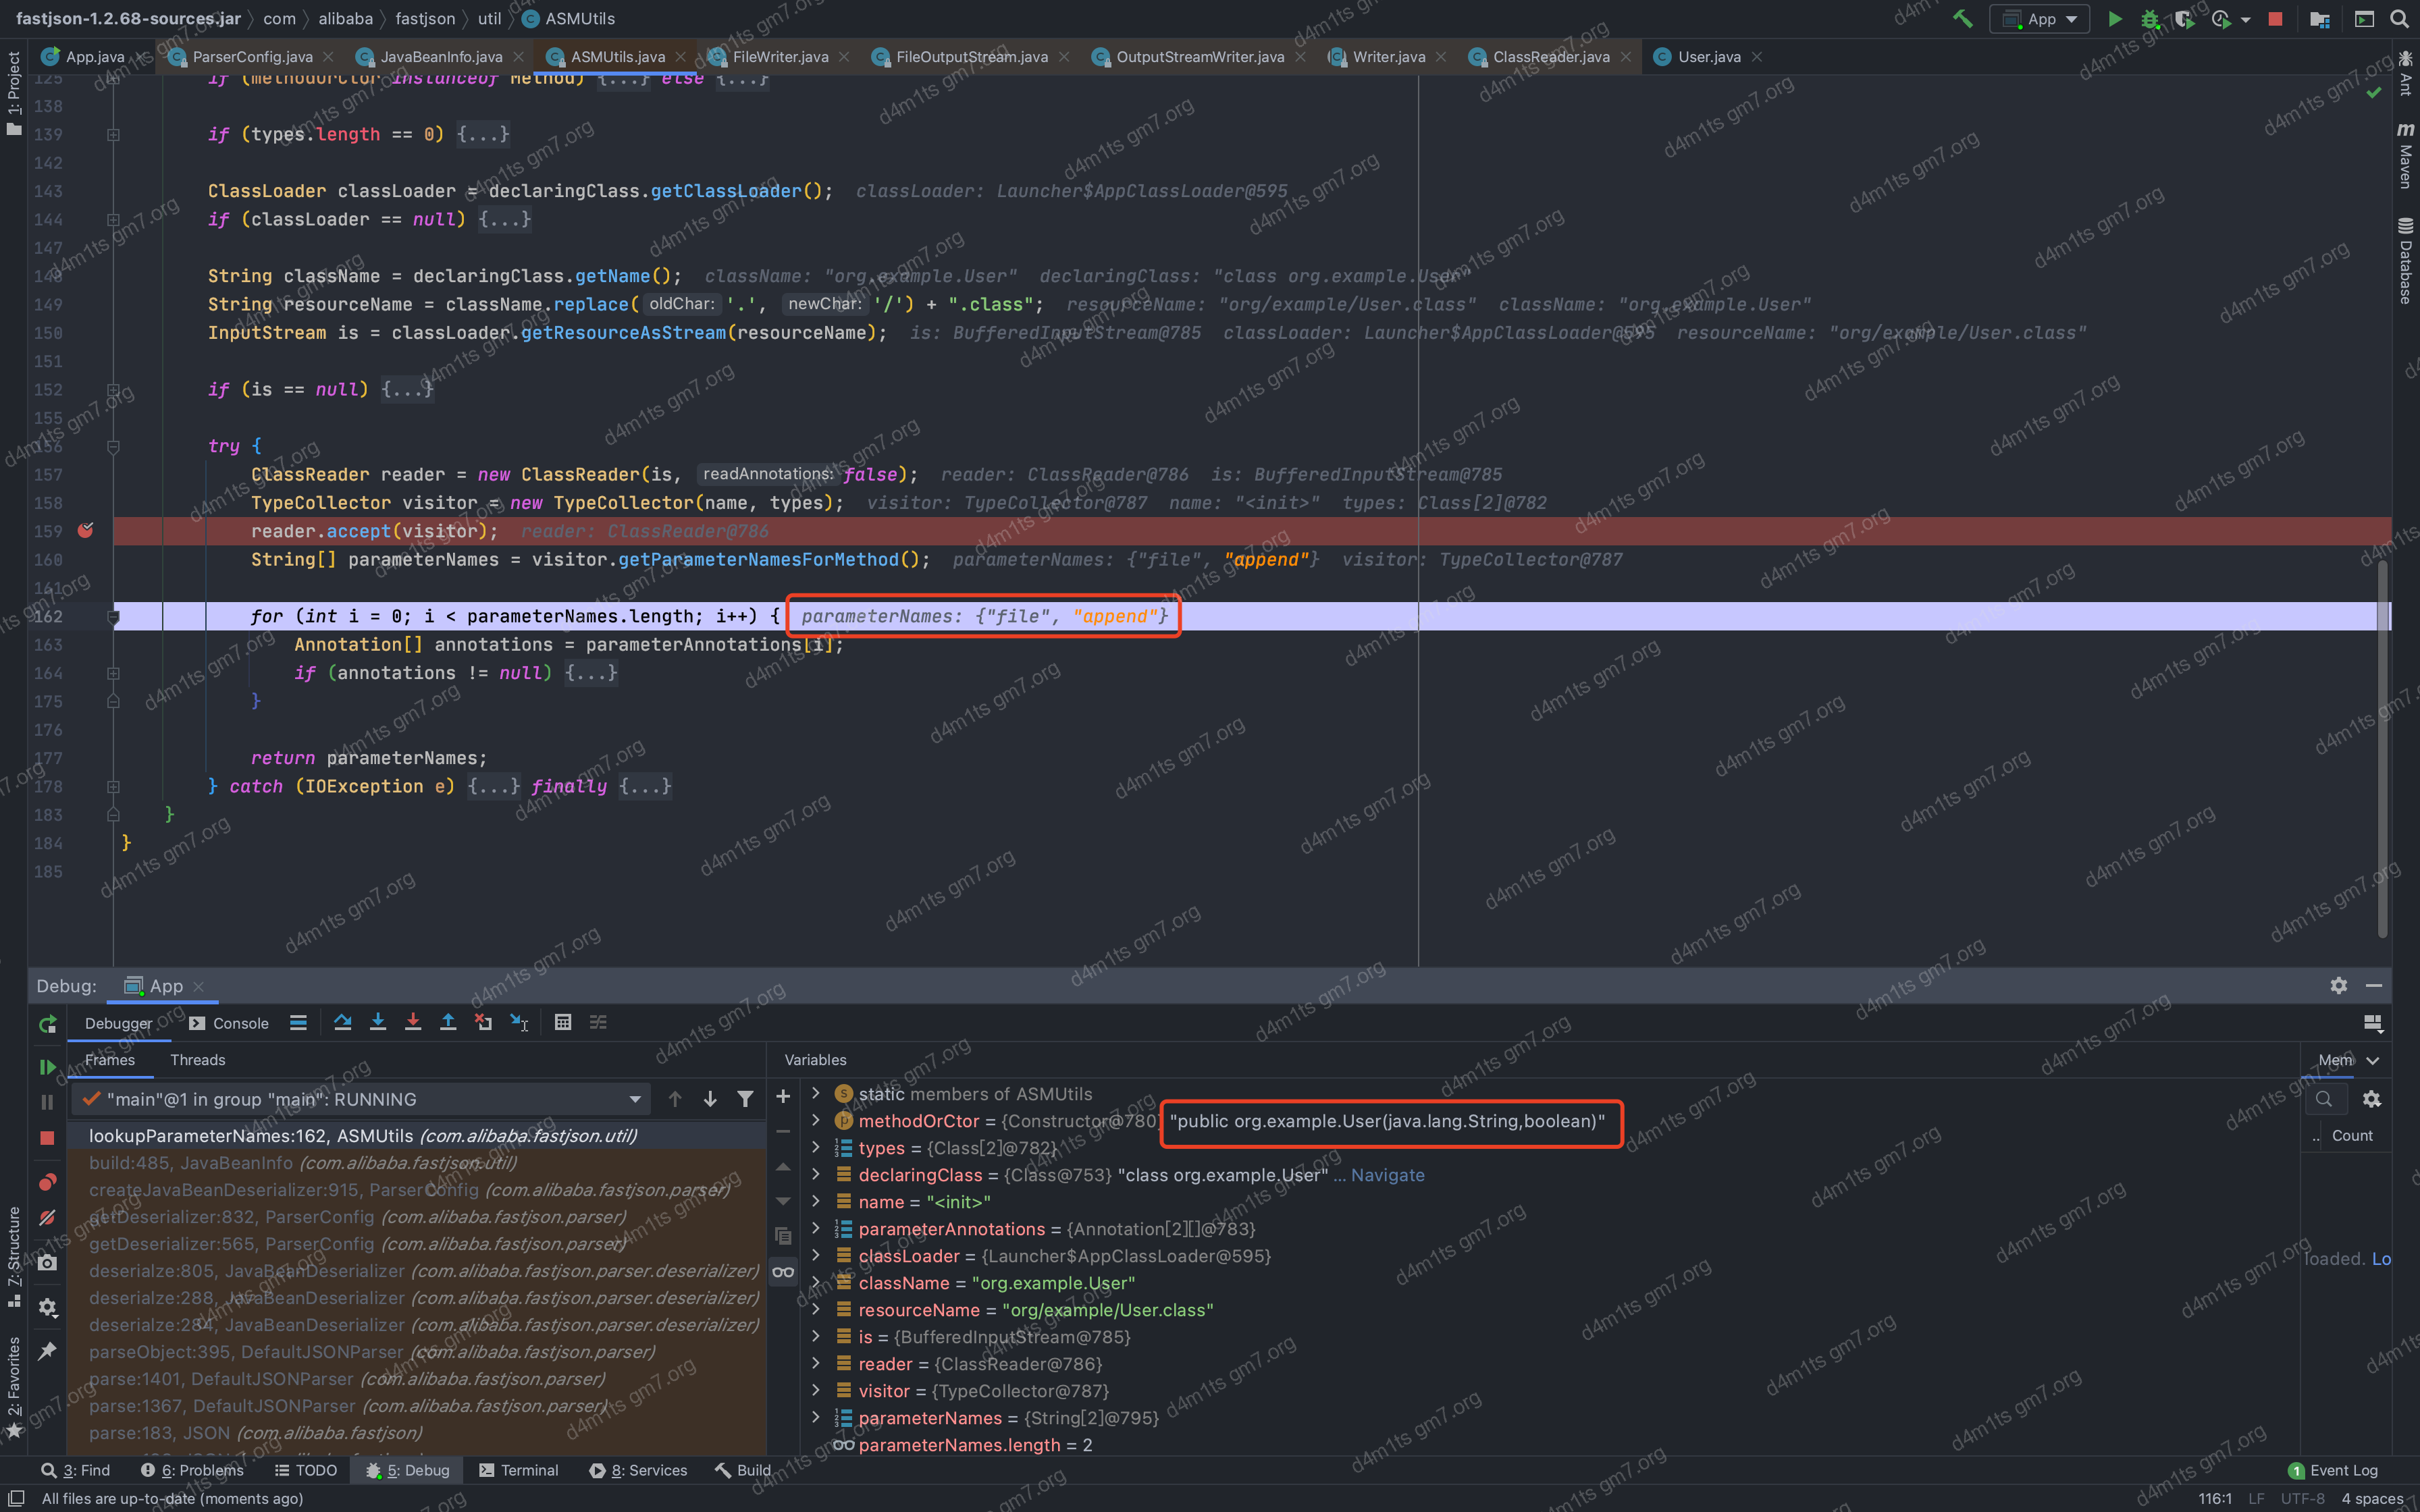 fastjson-1.2.68-sources.jar com alibaba fastjson util ASMUtils App
1: Project
App.java ParserConfig.java JavaBeanInfo.java ASMUtils.java FileWriter.java FileOutputStream.java OutputStreamWriter.java Writer.java ClassReader.java User.java
125 if (methodOrCtor instanceof Method) {...} else {...}
138
139 if (types.length == 0) {...}
142
143 ClassLoader classLoader = declaringClass.getClassLoader(); classLoader: Launcher$AppClassLoader@595
144 if (classLoader == null) {...}
147
148 String className = declaringClass.getName(); className: "org.example.User" declaringClass: "class org.example.User"
149 String resourceName = className.replace( oldChar: '.', newChar: '/') + ".class"; resourceName: "org/example/User.class" className: "org.example.User"
150 InputStream is = classLoader.getResourceAsStream(resourceName); is: BufferedInputStream@785 classLoader: Launcher$AppClassLoader@595 resourceName: "org/example/User.class"
151
152 if (is == null) {...}
155
156 try {
157 ClassReader reader = new ClassReader(is, readAnnotations: false); reader: ClassReader@786 is: BufferedInputStream@785
158 TypeCollector visitor = new TypeCollector(name, types); visitor: TypeCollector@787 name: "<init>" types: Class[2]@782
159 reader.accept(visitor); reader: ClassReader@786
160 String[] parameterNames = visitor.getParameterNamesForMethod(); parameterNames: {"file", "append"} visitor: TypeCollector@787
161
162 for (int i = 0; i < parameterNames.length; i++) { parameterNames: {"file", "append"}
163 Annotation[] annotations = parameterAnnotations[i];
164 if (annotations != null) {...}
175 }
176
177 return parameterNames;
178 } catch (IOException e) {...} finally {...}
183 }
184 }
185
Ant
Maven
Database
Debug: App
Debugger Console
Frames Threads
"main"@1 in group "main": RUNNING
lookupParameterNames:162, ASMUtils (com.alibaba.fastjson.util)
build:485, JavaBeanInfo (com.alibaba.fastjson.util)
createJavaBeanDeserializer:915, ParserConfig (com.alibaba.fastjson.parser)
getDeserializer:832, ParserConfig (com.alibaba.fastjson.parser)
getDeserializer:565, ParserConfig (com.alibaba.fastjson.parser)
deserialze:805, JavaBeanDeserializer (com.alibaba.fastjson.parser.deserializer)
deserialze:288, JavaBeanDeserializer (com.alibaba.fastjson.parser.deserializer)
deserialze:284, JavaBeanDeserializer (com.alibaba.fastjson.parser.deserializer)
parseObject:395, DefaultJSONParser (com.alibaba.fastjson.parser)
parse:1401, DefaultJSONParser (com.alibaba.fastjson.parser)
parse:1367, DefaultJSONParser (com.alibaba.fastjson.parser)
parse:183, JSON (com.alibaba.fastjson)
Variables
static members of ASMUtils
methodOrCtor = {Constructor@780} "public org.example.User(java.lang.String,boolean)"
types = {Class[2]@782}
declaringClass = {Class@753} "class org.example.User" ... Navigate
name = "<init>"
parameterAnnotations = {Annotation[2][]@783}
classLoader = {Launcher$AppClassLoader@595}
className = "org.example.User"
resourceName = "org/example/User.class"
is = {BufferedInputStream@785}
reader = {ClassReader@786}
visitor = {TypeCollector@787}
parameterNames = {String[2]@795}
parameterNames.length = 2
Mem
.. Count
loaded. Lo
7: Structure
2: Favorites
3: Find 6: Problems TODO 5: Debug Terminal 8: Services Build 1 Event Log
All files are up-to-date (moments ago) 116:1 LF UTF-8 4 spaces
d4m1ts gm7.org